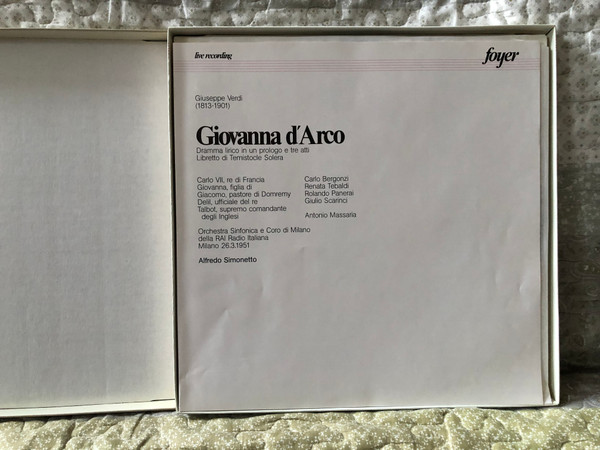 live recording
foyer
Giuseppe Verdi
(1813-1901)
Giovanna d'Arco
Dramma lirico in un prologo e tre atti
Libretto di Temistocle Solera
Carlo VII, re di Francia Carlo Bergonzi
Giovanna, figlia di Renata Tebaldi
Giacomo, pastore di Domremy Rolando Panerai
Delil, ufficiale del re Giulio Scarinci
Talbot, supremo comandante
degli Inglesi Antonio Massaria
Orchestra Sinfonica e Coro di Milano
della RAI Radio Italiana
Milano 26.3.1951
Alfredo Simonetto